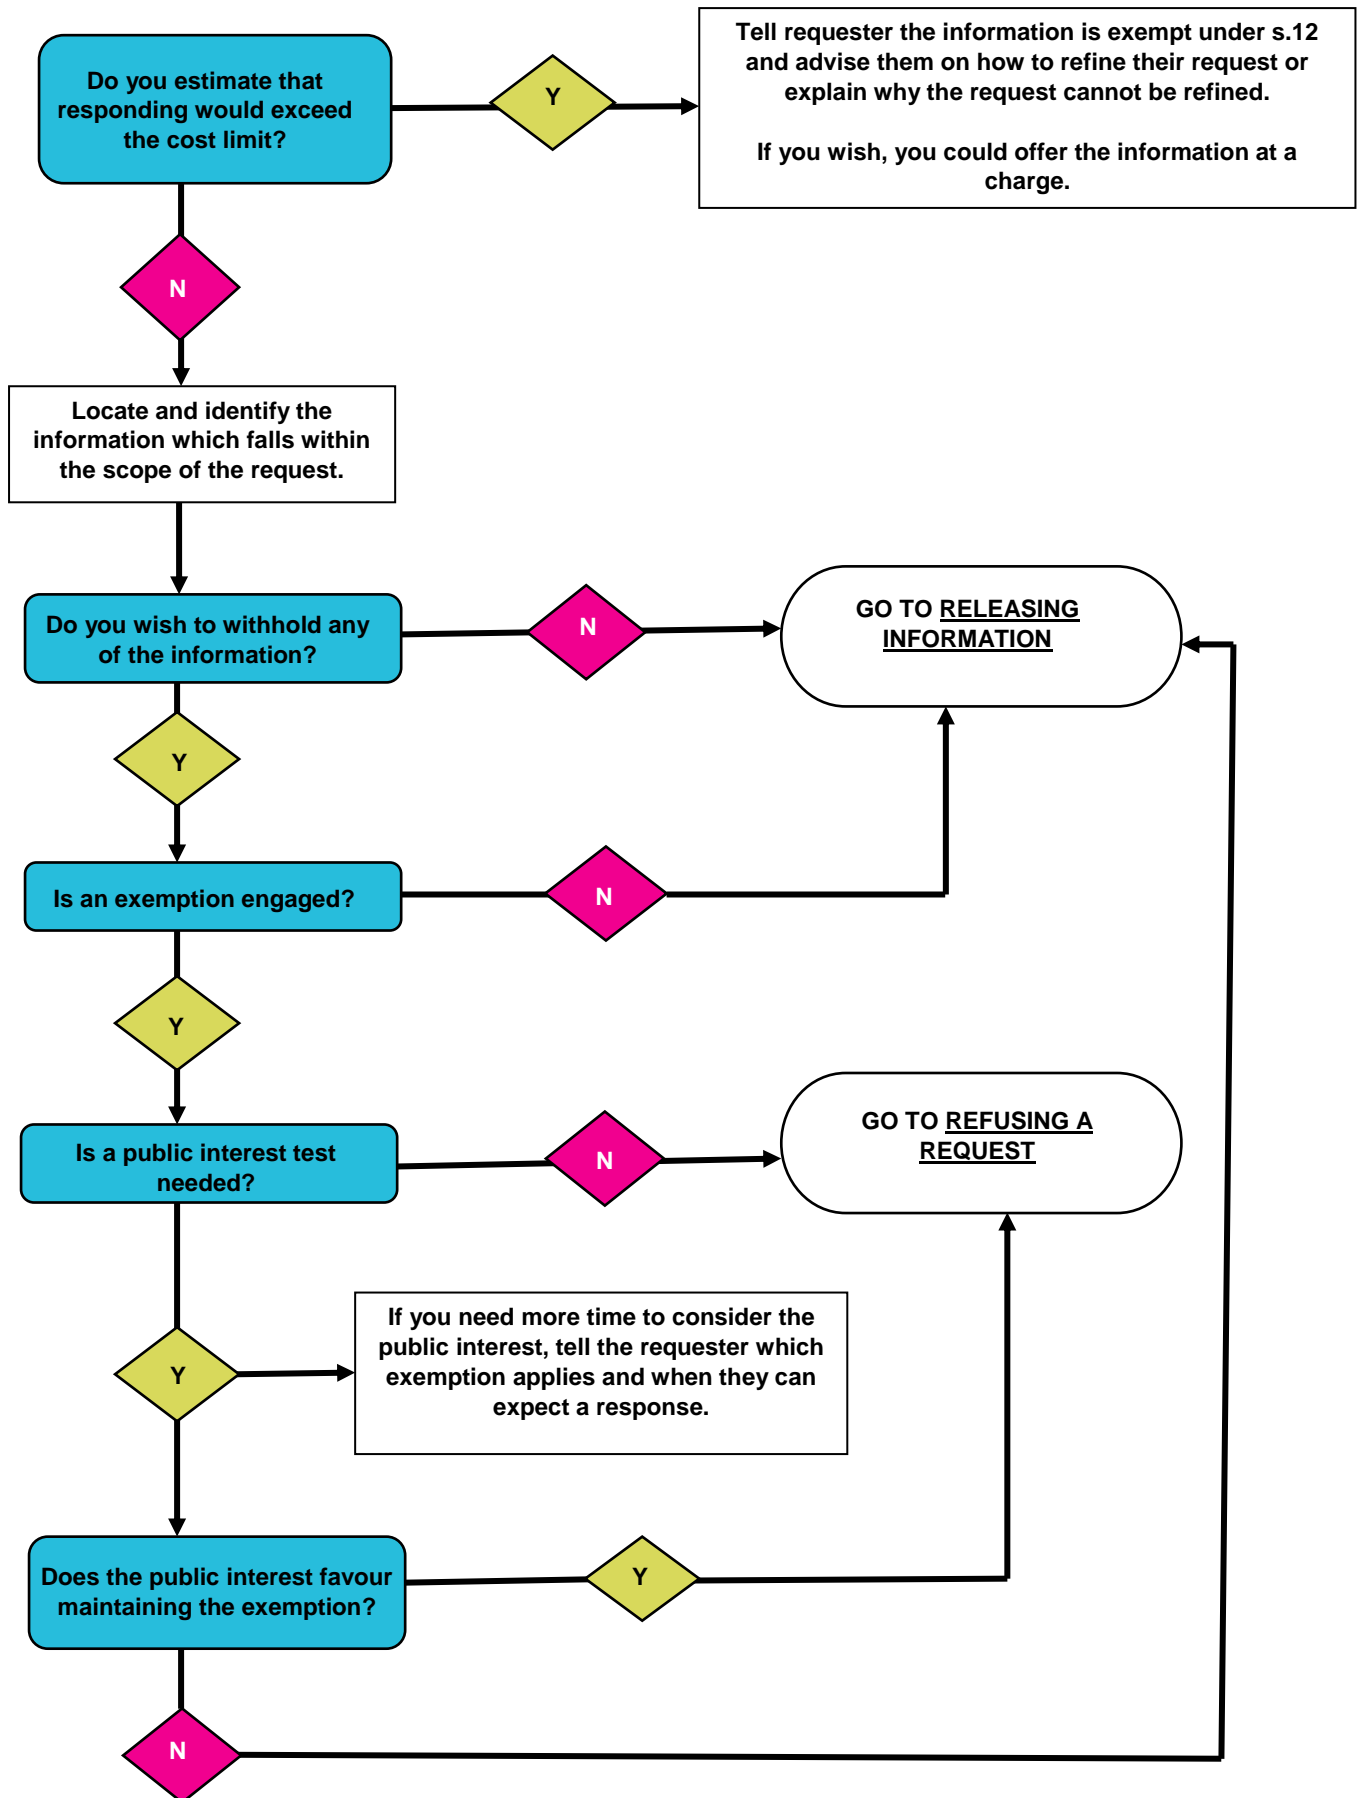 Do you estimate that
responding would exceed
the cost limit?
Y
Tell requester the information is exempt under s.12
and advise them on how to refine their request or
explain why the request cannot be refined.
If you wish, you could offer the information at a
charge.
N
Locate and identify the
information which falls within
the scope of the request.
Do you wish to withhold any
of the information?
N
GO TO RELEASING
INFORMATION
Y
Is an exemption engaged?
N
Y
Is a public interest test
needed?
N
GO TO REFUSING A
REQUEST
Y
If you need more time to consider the
public interest, tell the requester which
exemption applies and when they can
expect a response.
Does the public interest favour
maintaining the exemption?
Y
N